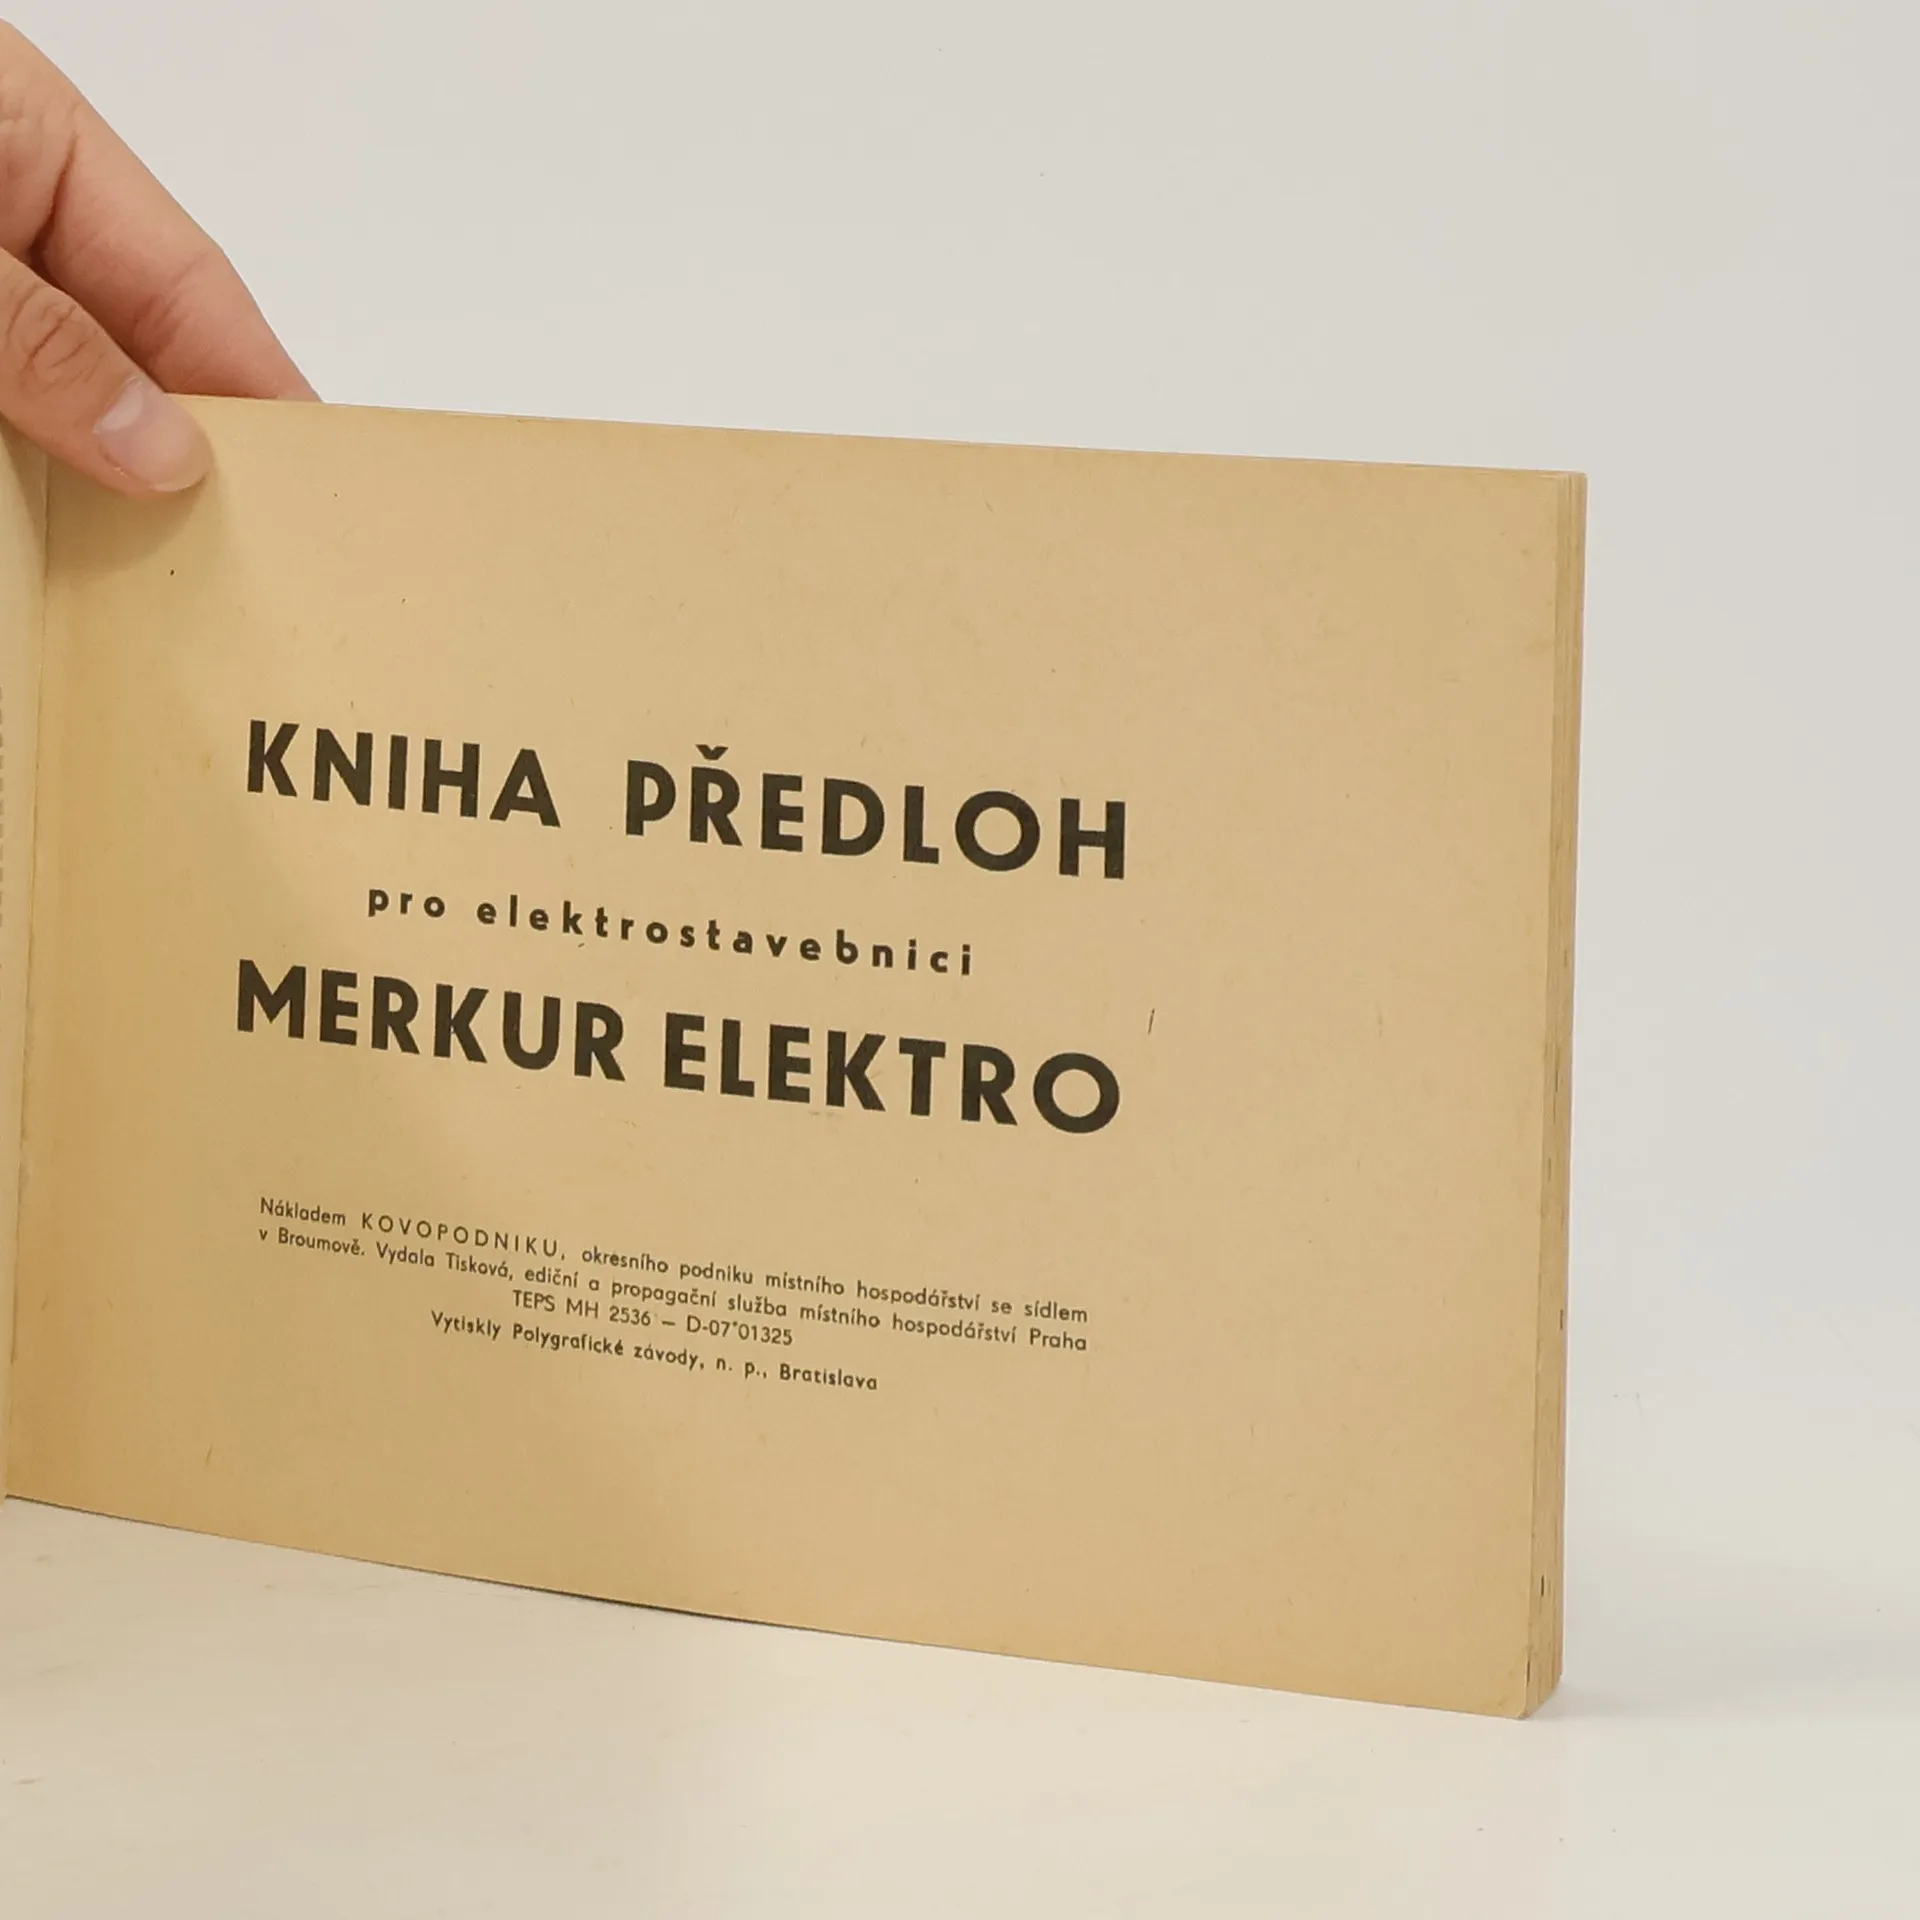 KNIHA PŘEDLOH
pro elektrostavebnici
MERKUR ELEKTRO
Nákladem KOVOPODNIKU, okresního podniku místního hospodářství se sídlem
v Broumově. Vydala Tisková, ediční a propagační služba místního hospodářství Praha
TEPS MH 2536 — D-07*01325
Vytiskly Polygrafické závody, n. p., Bratislava